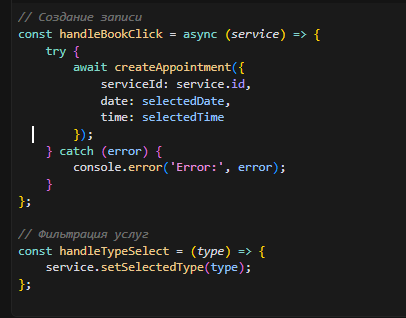 // Создание записи
const handleBookClick = async (service) => {
    try {
        await createAppointment({
            serviceId: service.id,
            date: selectedDate,
            time: selectedTime
        });
    } catch (error) {
        console.error('Error:', error);
    }
};
// Фильтрация услуг
const handleTypeSelect = (type) => {
    service.setSelectedType(type);
};